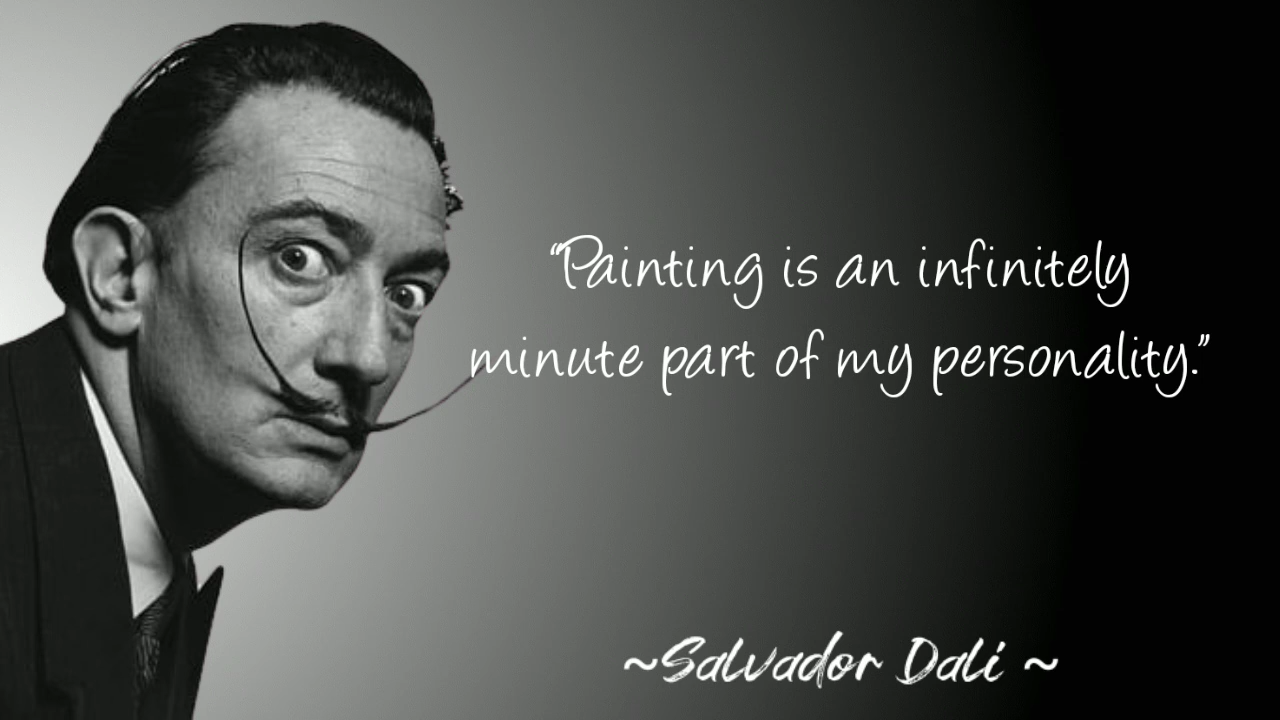 “Painting is an infinitely
minute part of my personality.”
~Salvador Dali ~